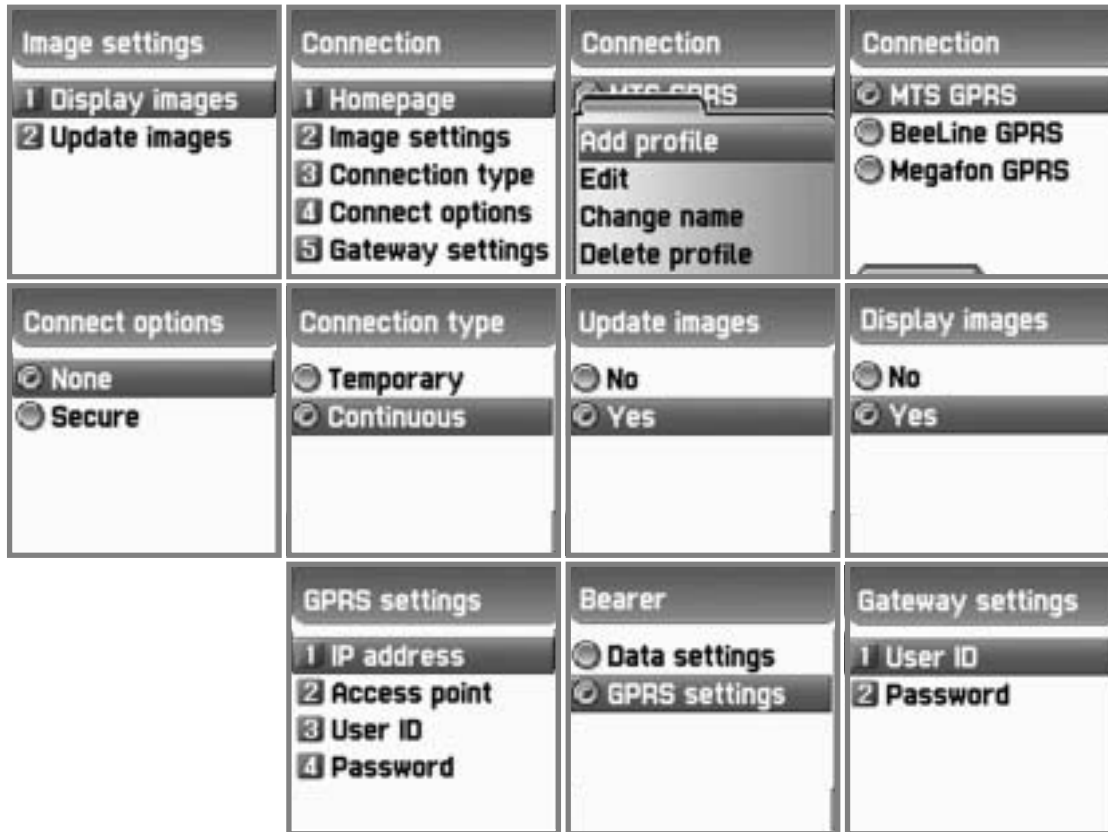 Image settings
1 Display images
2 Update images
Connection
1 Homepage
2 Image settings
3 Connection type
4 Connect options
5 Gateway settings
Connection
MTS GPRS
Add profile
Edit
Change name
Delete profile
Connection
MTS GPRS
BeeLine GPRS
Megafon GPRS
Connect options
None
Secure
Connection type
Temporary
Continuous
Update images
No
Yes
Display images
No
Yes
GPRS settings
1 IP address
2 Access point
3 User ID
4 Password
Bearer
Data settings
GPRS settings
Gateway settings
1 User ID
2 Password